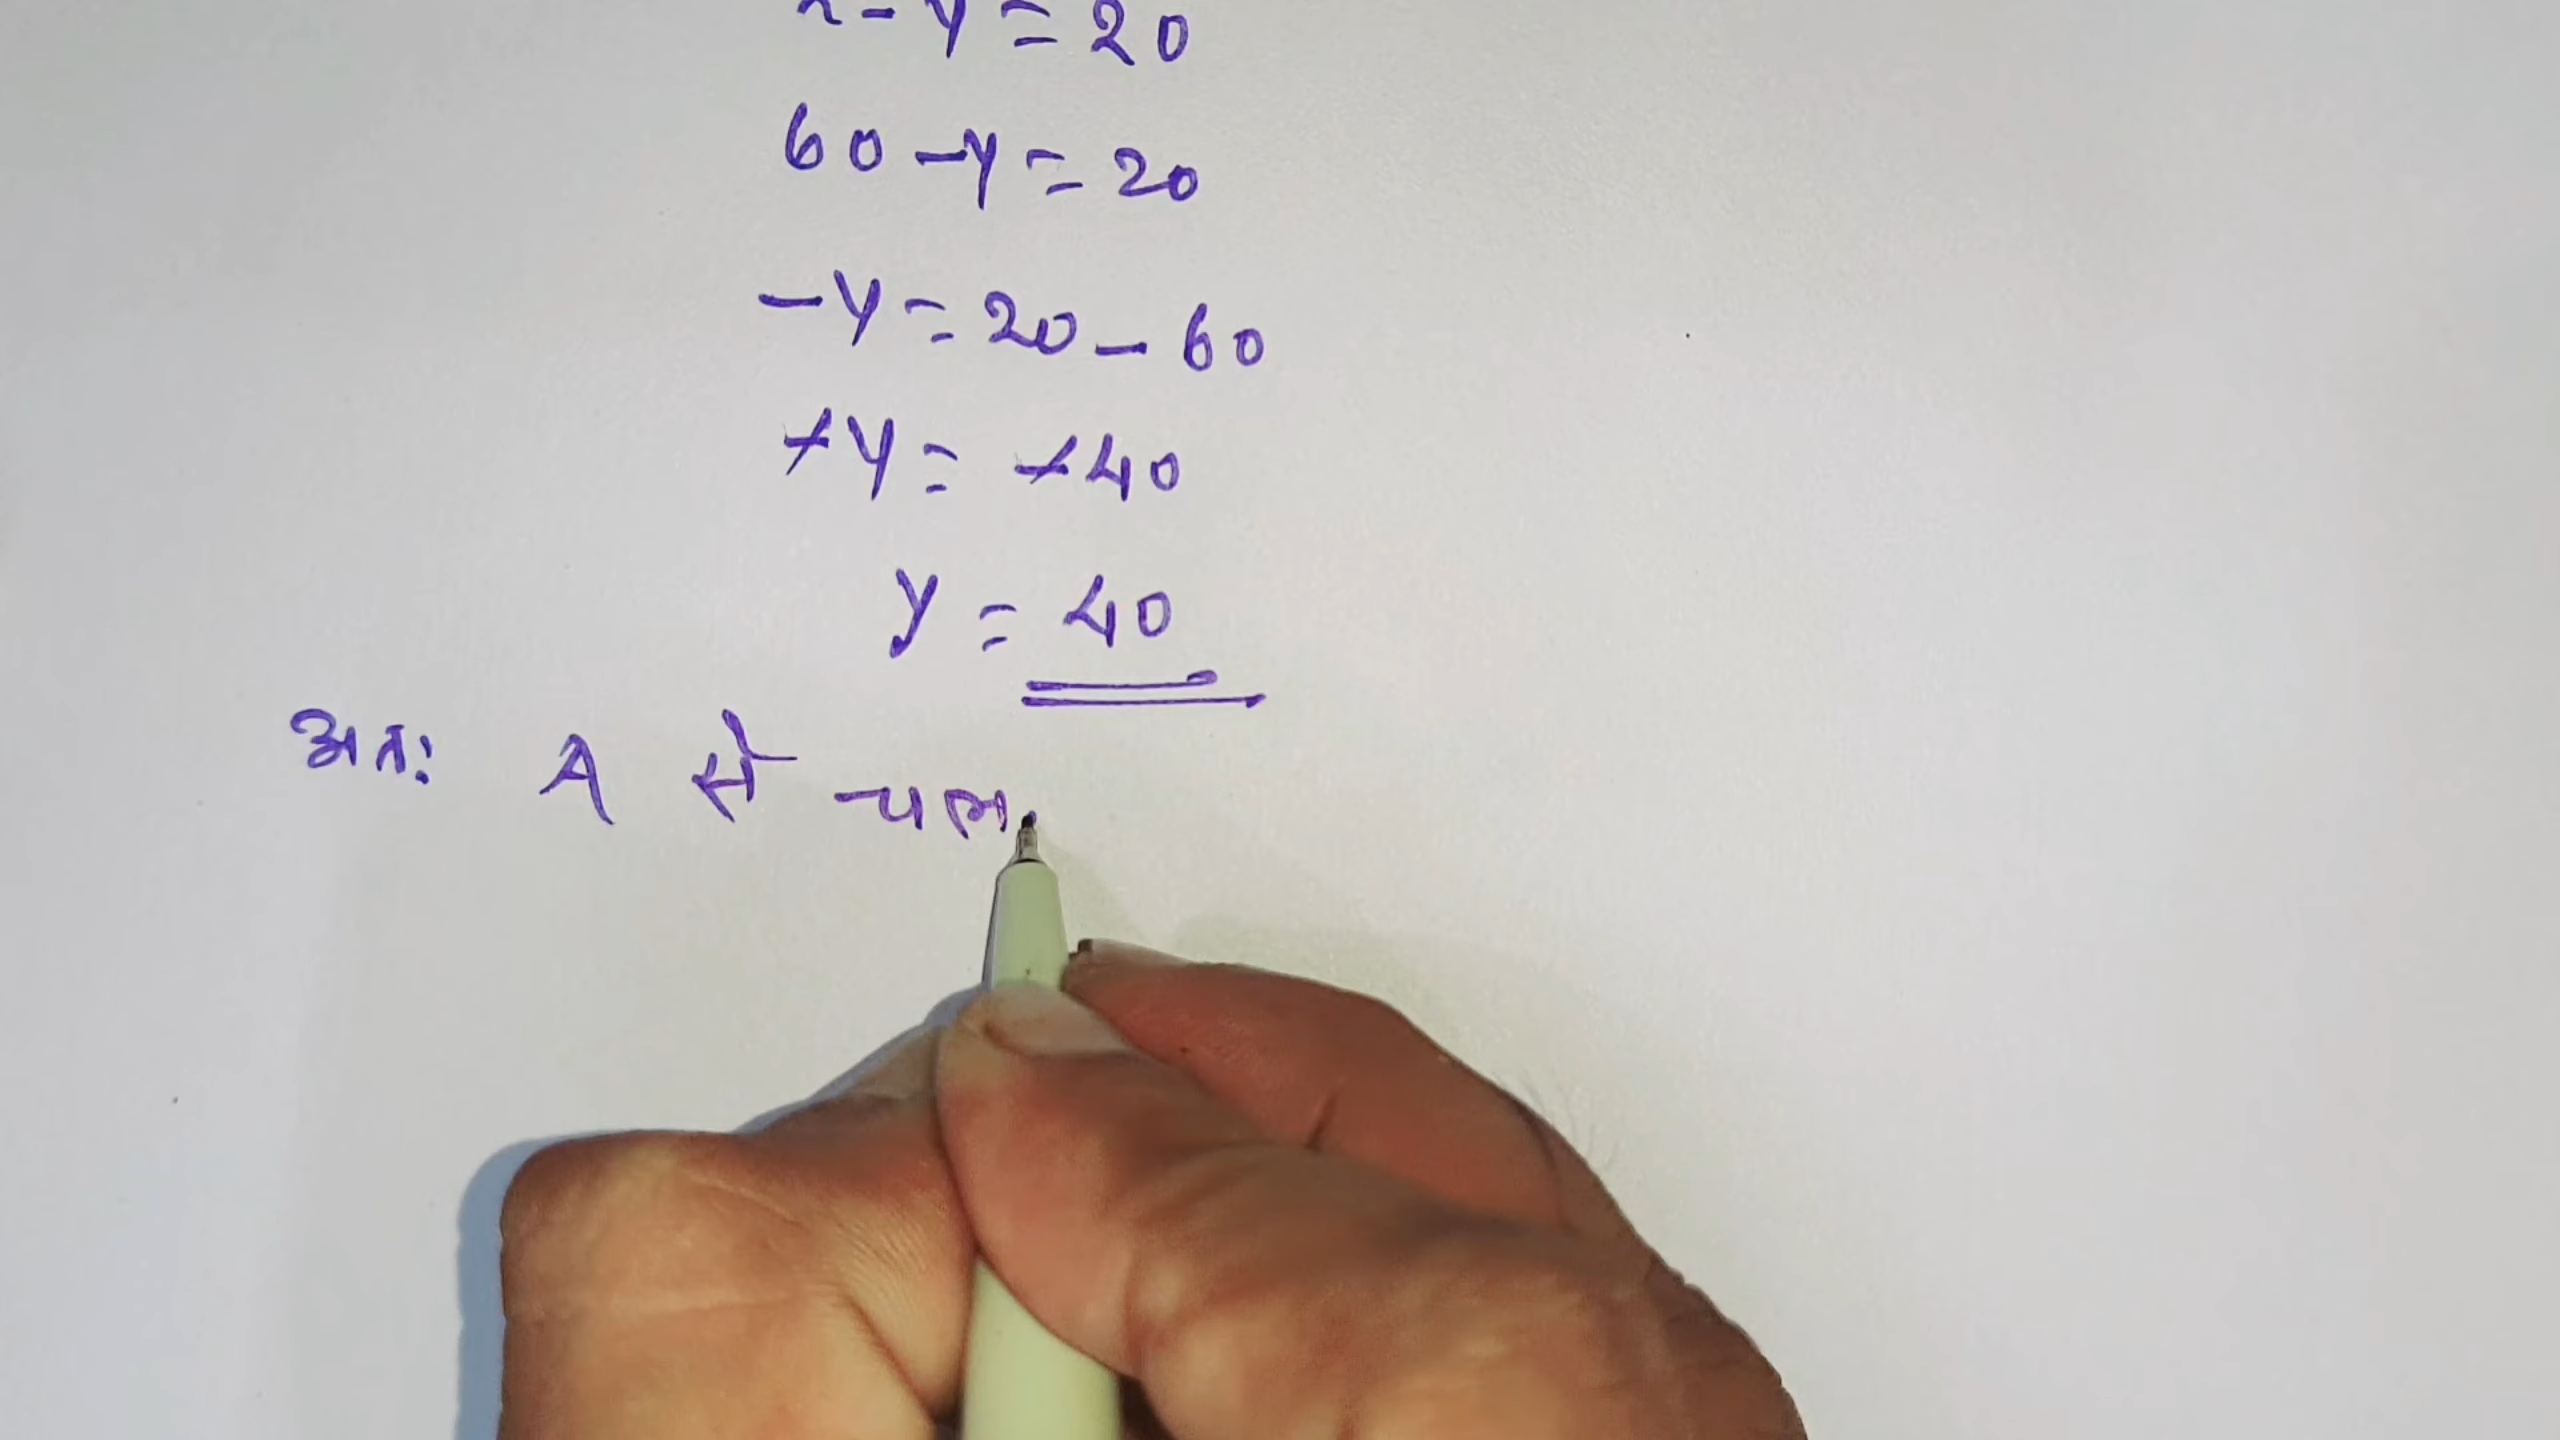 x - y = 20
60 - y = 20
- y = 20 - 60
- y = - 40
y = 40
अतः A से चल